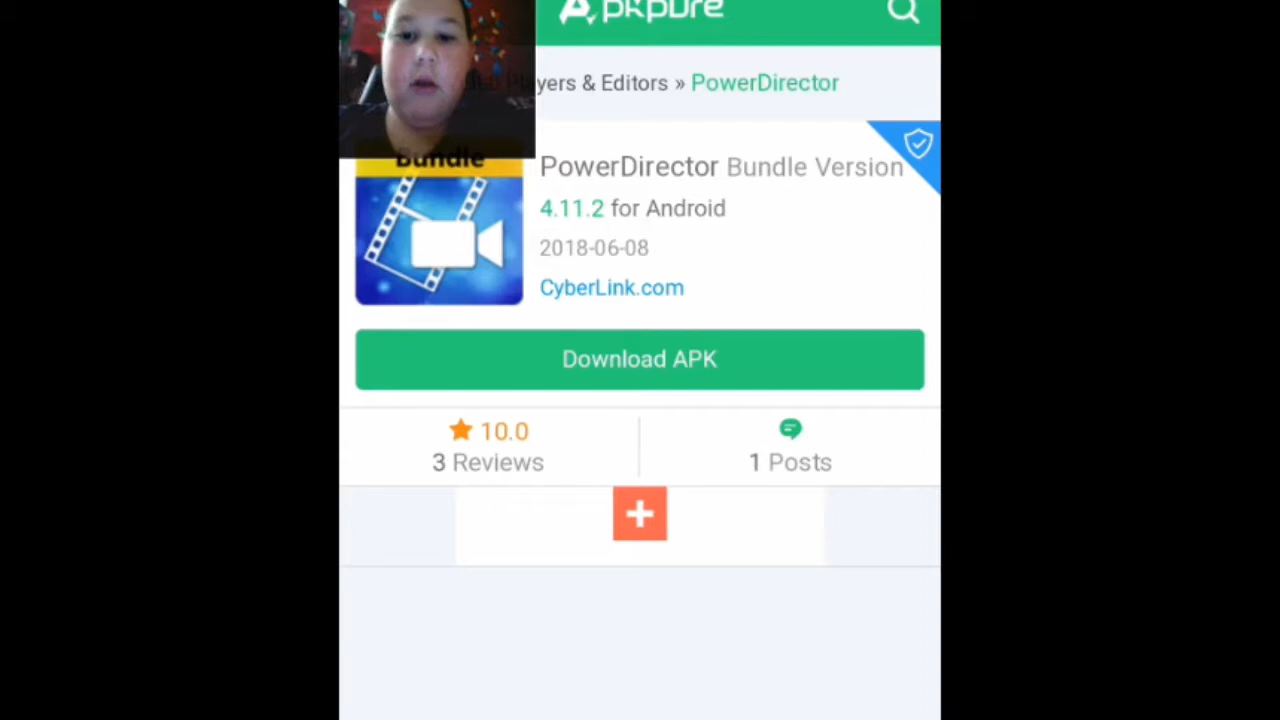 Apkpure
yers & Editors » PowerDirector
Bundle
PowerDirector Bundle Version
4.11.2 for Android
2018-06-08
CyberLink.com
Download APK
10.0
3 Reviews
1 Posts